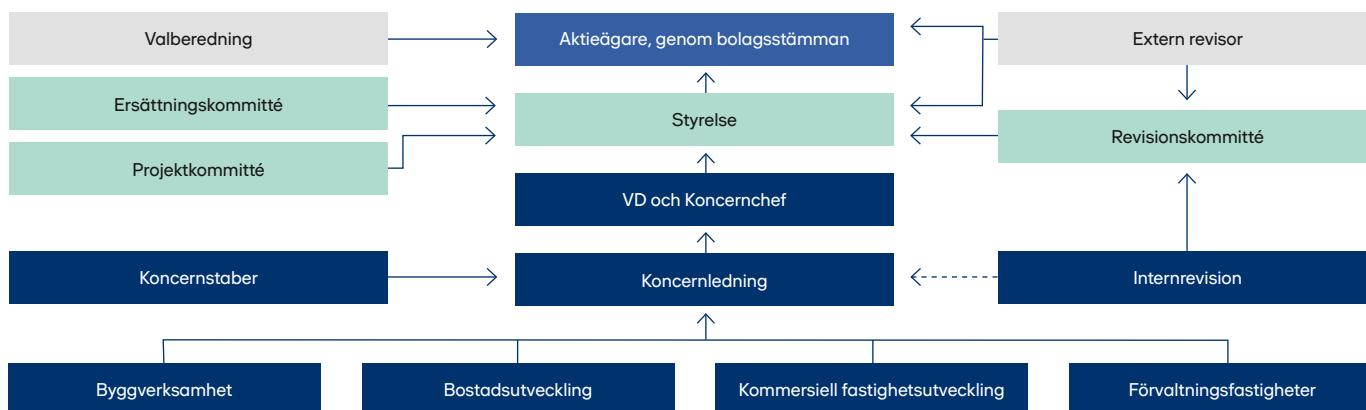 Valberedning
Aktieägare, genom bolagsstämman
Extern revisor
Ersättningskommitté
Styrelse
Revisionskommitté
Projektkommitté
VD och Koncernchef
Koncernstaber
Koncernledning
Internrevision
Byggverksamhet
Bostadsutveckling
Kommersiell fastighetsutveckling
Förvaltningsfastigheter